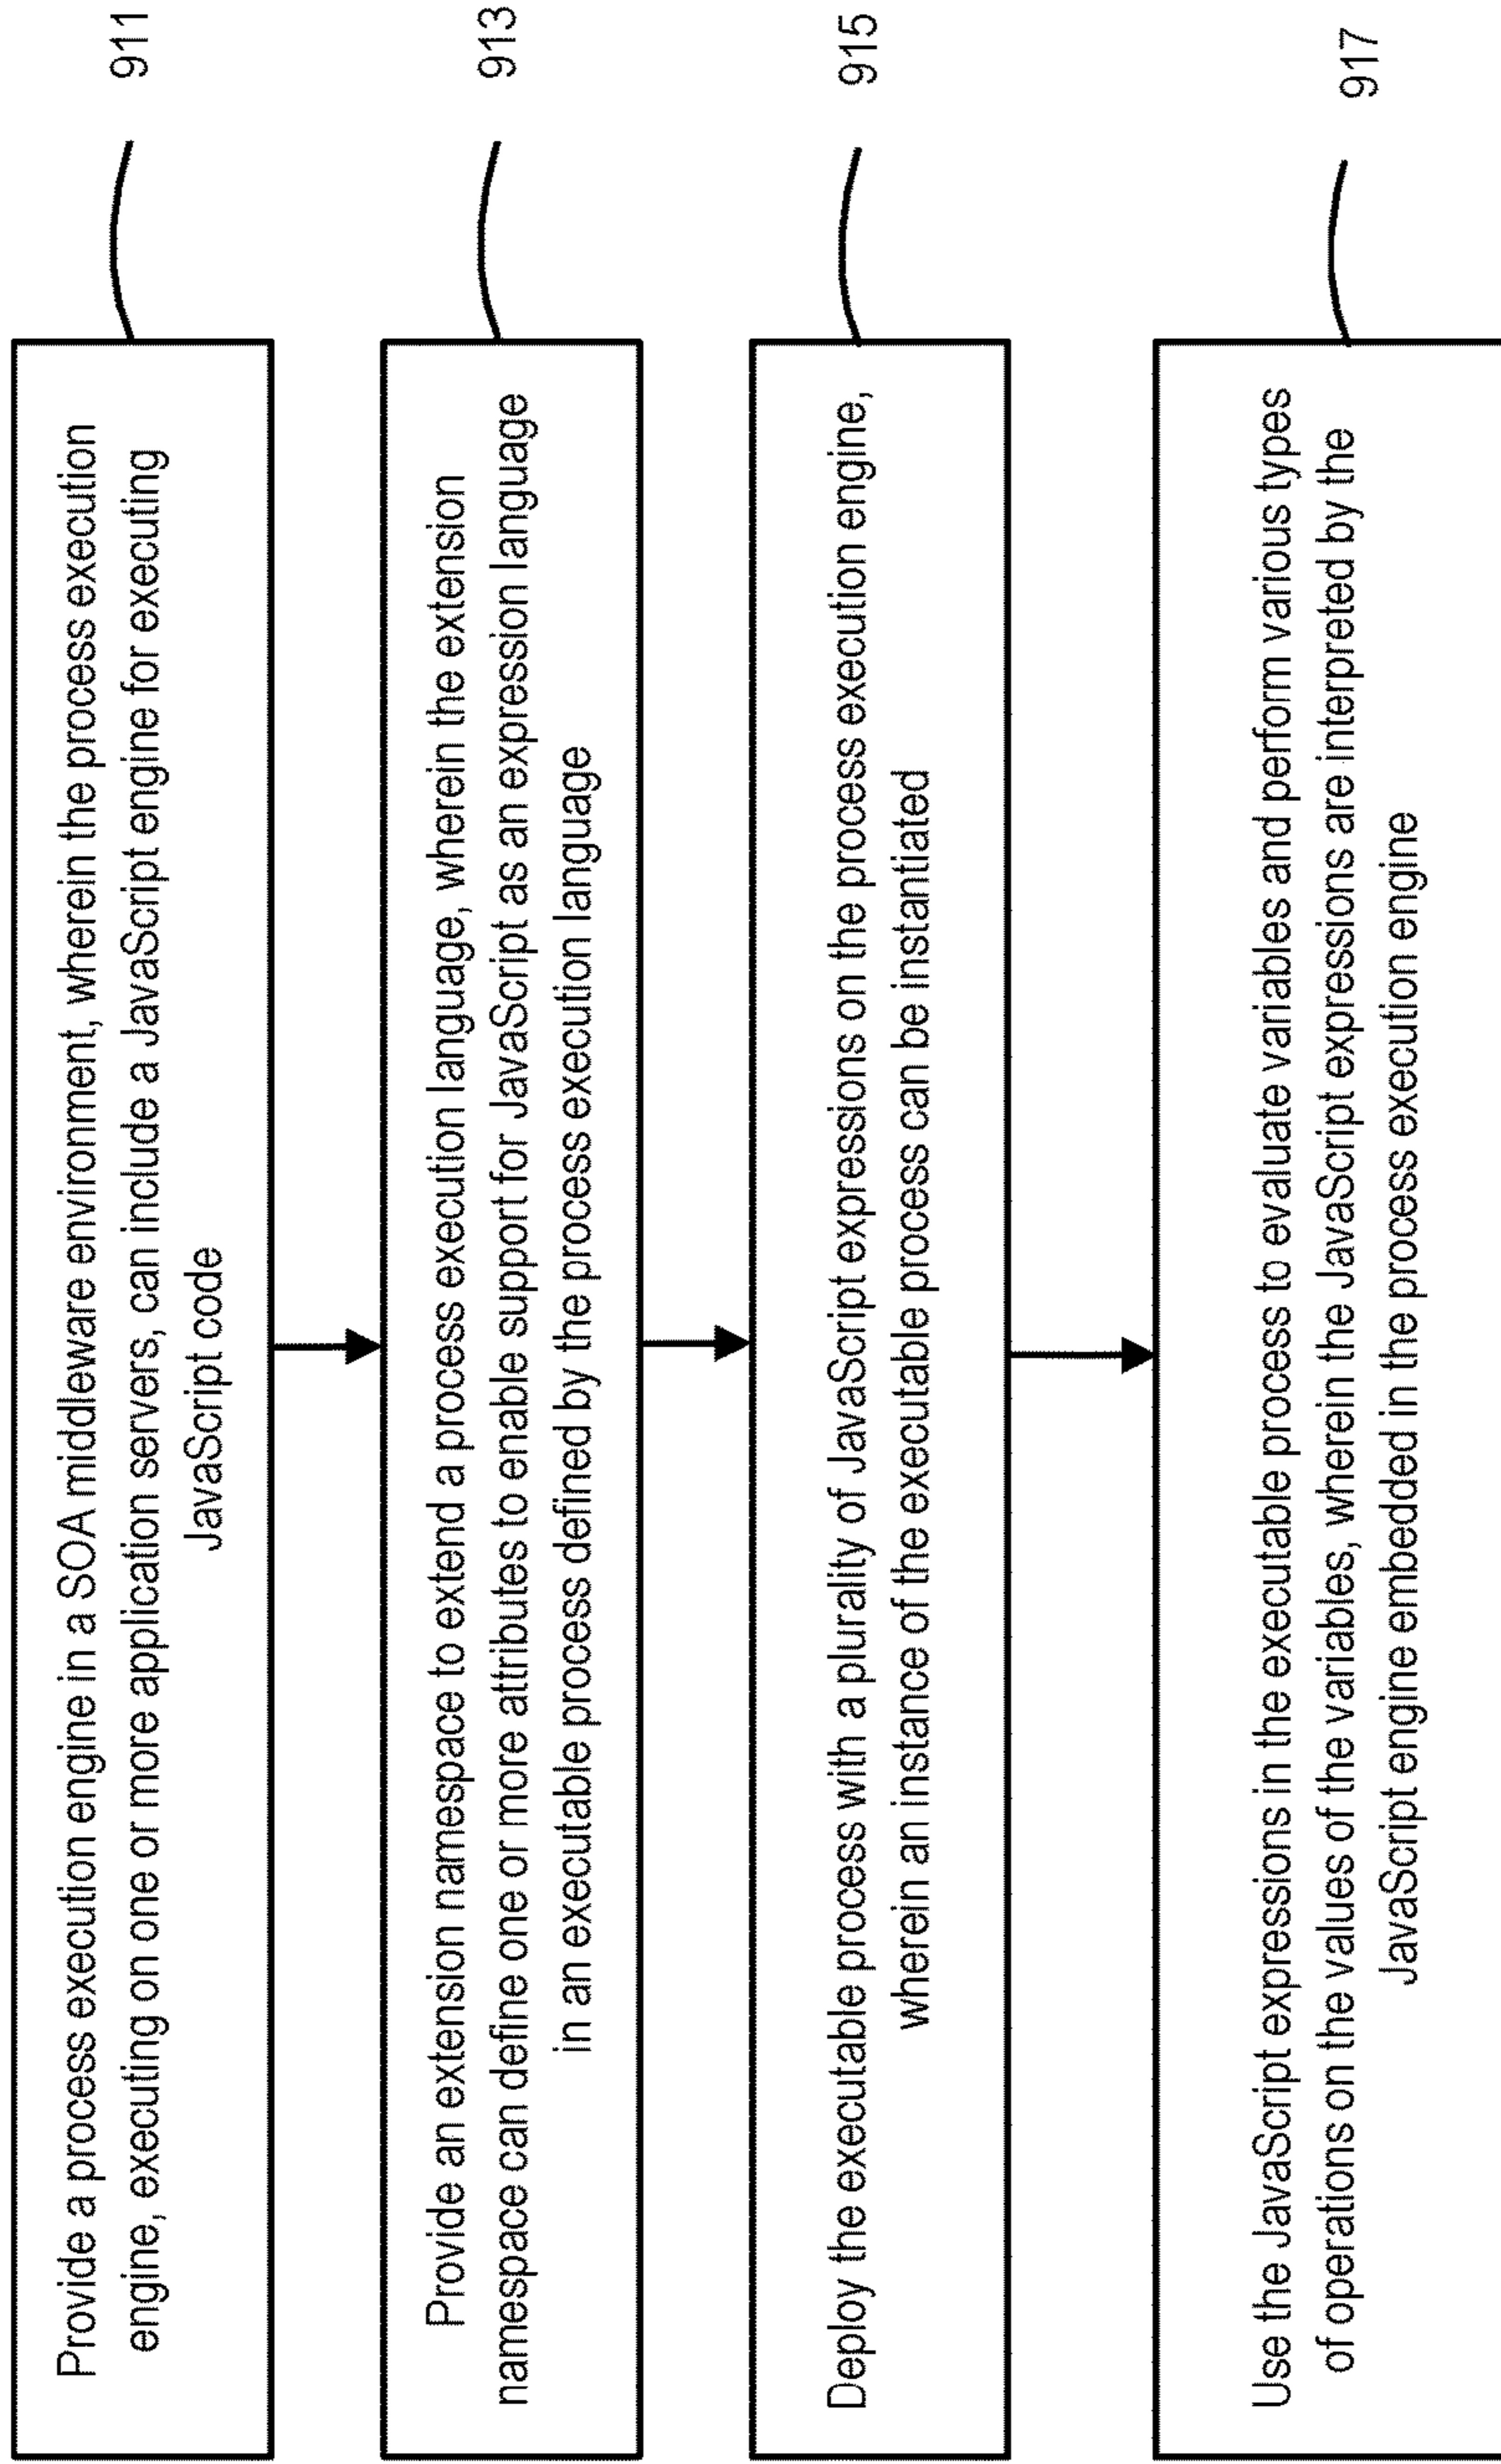 Provide a process execution engine in a SOA middleware environment, wherein the process execution
engine, executing on one or more application servers, can include a JavaScript engine for executing
JavaScript code
911
Provide an extension namespace to extend a process execution language, wherein the extension
namespace can define one or more attributes to enable support for JavaScript as an expression language
in an executable process defined by the process execution language
913
Deploy the executable process with a plurality of JavaScript expressions on the process execution engine,
wherein an instance of the executable process can be instantiated
915
Use the JavaScript expressions in the executable process to evaluate variables and perform various types
of operations on the values of the variables, wherein the JavaScript expressions are interpreted by the
JavaScript engine embedded in the process execution engine
917